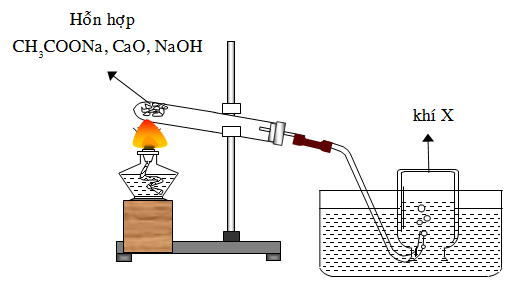 Hỗn hợp
CH₃COONa, CaO, NaOH
khí X